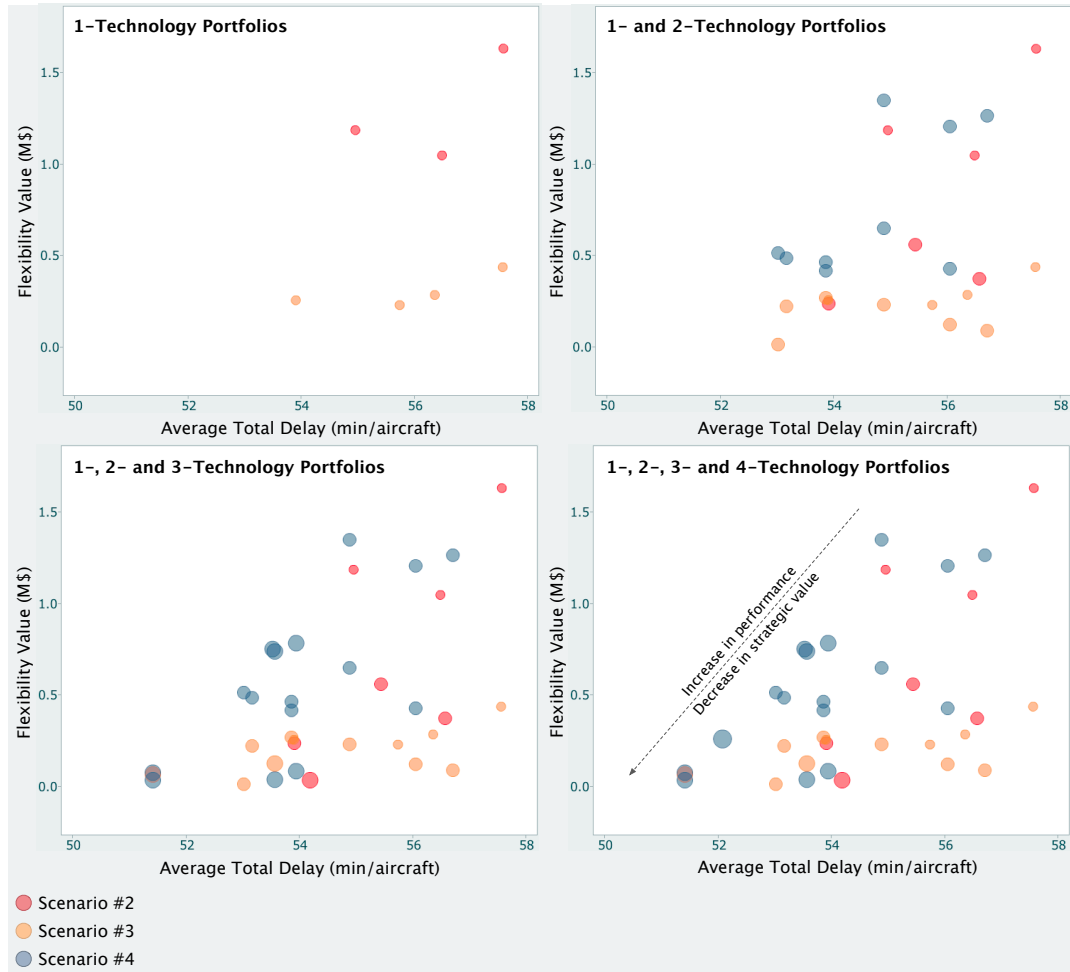 1-Technology Portfolios
1- and 2-Technology Portfolios
Flexibility Value (M$)
1.5
1.0
0.5
0.0
50
52
54
56
58
Average Total Delay (min/aircraft)
Flexibility Value (M$)
1.5
1.0
0.5
0.0
50
52
54
56
58
Average Total Delay (min/aircraft)
1-, 2- and 3-Technology Portfolios
1-, 2-, 3- and 4-Technology Portfolios
Flexibility Value (M$)
1.5
1.0
0.5
0.0
50
52
54
56
58
Average Total Delay (min/aircraft)
Flexibility Value (M$)
1.5
1.0
0.5
0.0
Increase in performance
Decrease in strategic value
50
52
54
56
58
Average Total Delay (min/aircraft)
Scenario #2
Scenario #3
Scenario #4